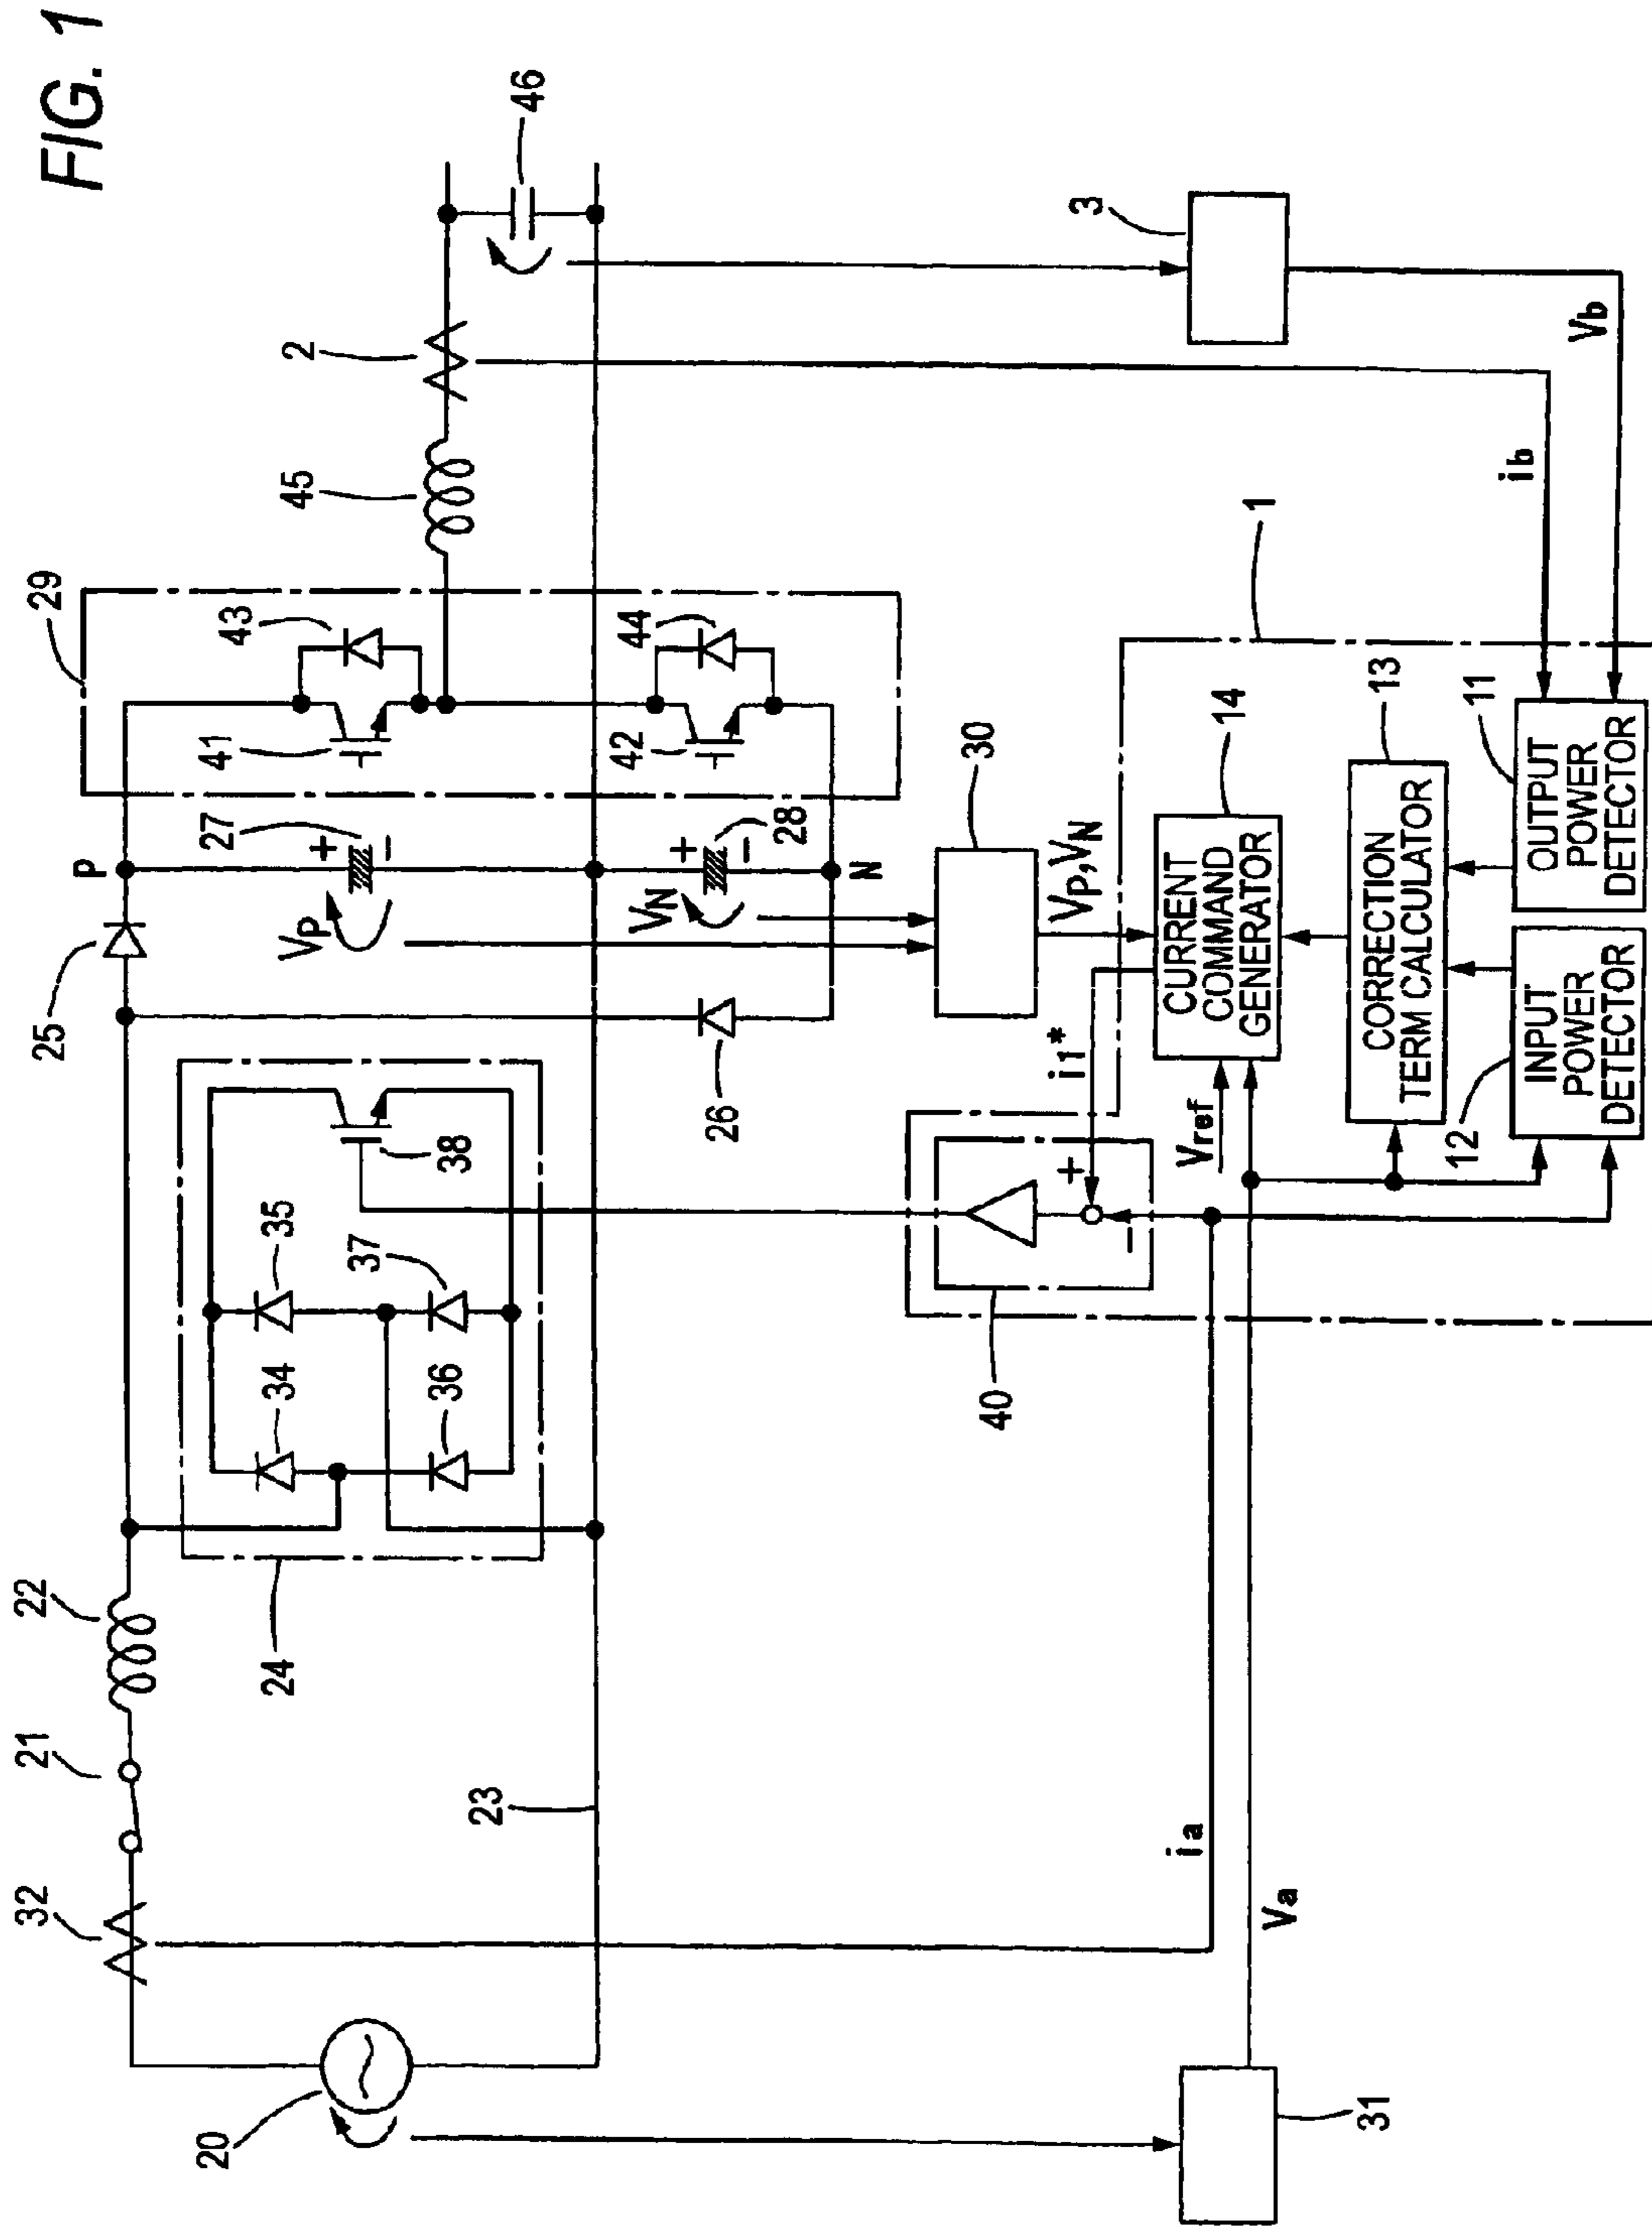 FIG. 1
32
21
22
25
P
29
20
24
34
35
36
37
38
VP
+
27
-
41
43
45
2
46
23
26
VN
+
28
-
N
42
44
30
VP,VN
3
40
+
-
i1*
Vref
14
CURRENT
COMMAND
GENERATOR
1
13
CORRECTION
TERM CALCULATOR
12
INPUT
POWER
DETECTOR
11
OUTPUT
POWER
DETECTOR
ib
Vb
ia
Va
31